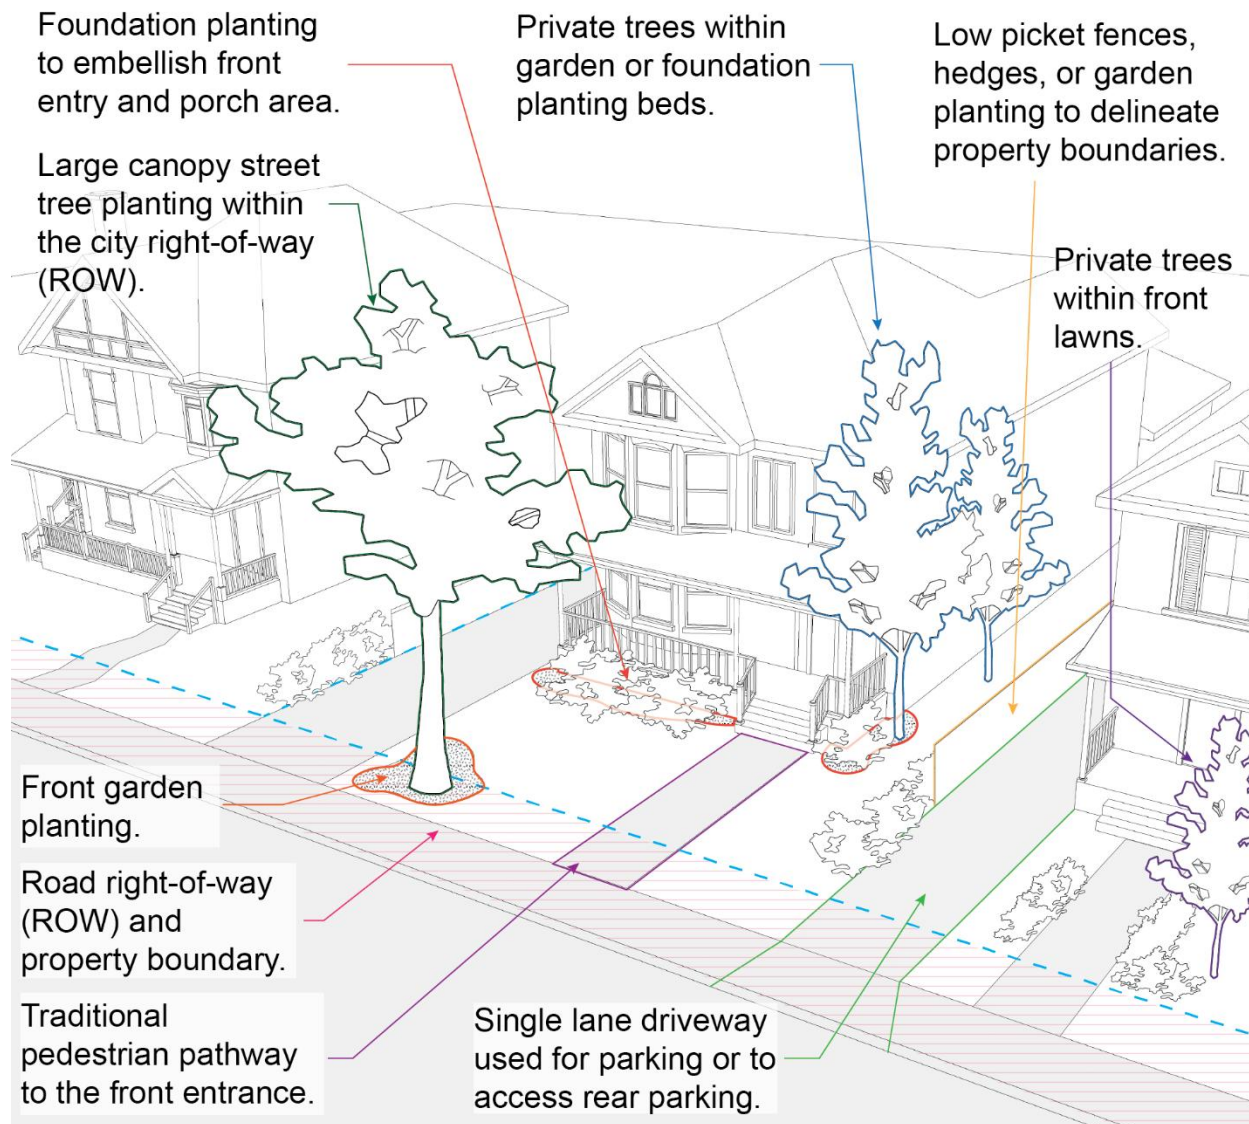 Foundation planting
to embellish front
entry and porch area.
Private trees within
garden or foundation
planting beds.
Low picket fences,
hedges, or garden
planting to delineate
property boundaries.
Large canopy street
tree planting within
the city right-of-way
(ROW).
Private trees
within front
lawns.
Front garden
planting.
Road right-of-way
(ROW) and
property boundary.
Traditional
pedestrian pathway
to the front entrance.
Single lane driveway
used for parking or to
access rear parking.